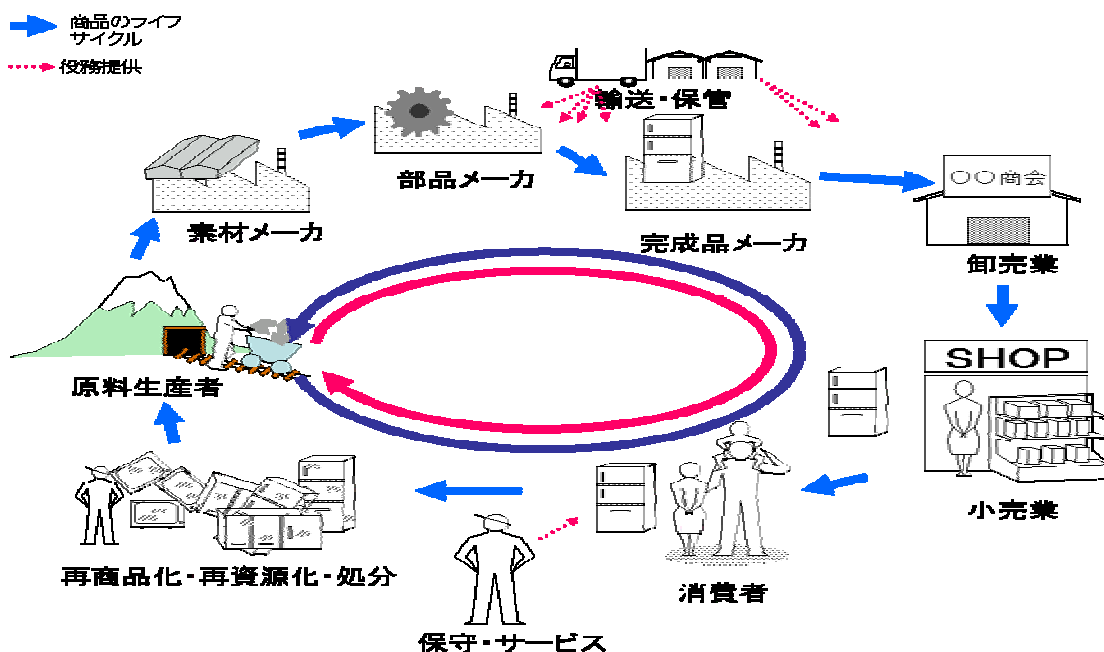 商品のライフ
サイクル
役務提供
輸送・保管
部品メーカ
素材メーカ
完成品メーカ
〇〇商会
卸売業
原料生産者
SHOP
小売業
再商品化・再資源化・処分
消費者
保守・サービス